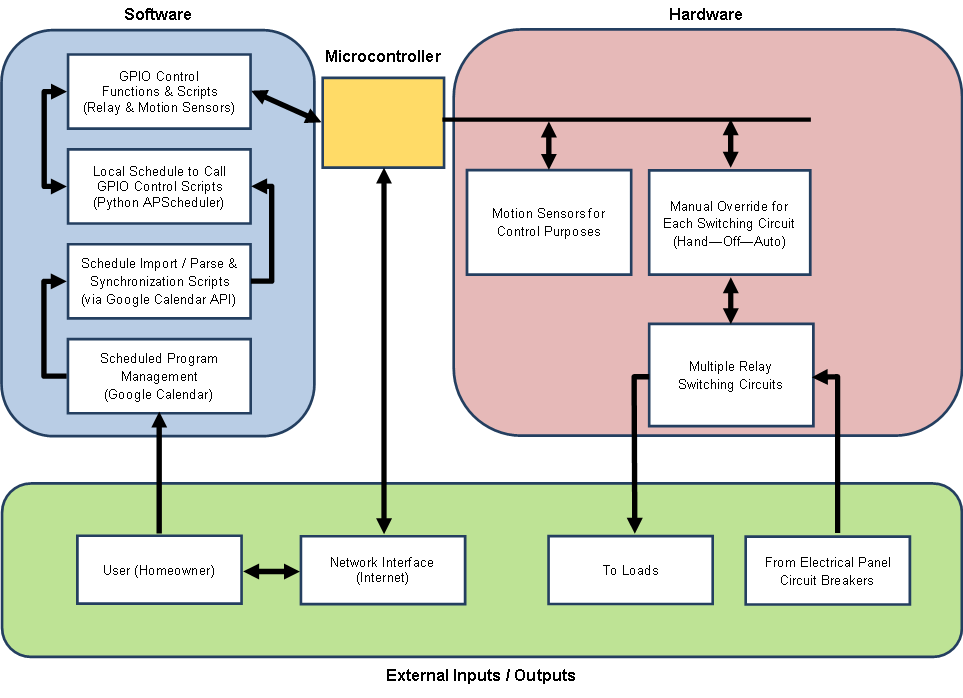 Software
Hardware
Microcontroller
GPIO Control
Functions & Scripts
(Relay & Motion Sensors)
Local Schedule to Call
GPIO Control Scripts
(Python APScheduler)
Schedule Import / Parse &
Synchronization Scripts
(via Google Calendar API)
Scheduled Program
Management
(Google Calendar)
Motion Sensors for
Control Purposes
Manual Override for
Each Switching Circuit
(Hand—Off—Auto)
Multiple Relay
Switching Circuits
User (Homeowner)
Network Interface
(Internet)
To Loads
From Electrical Panel
Circuit Breakers
External Inputs / Outputs